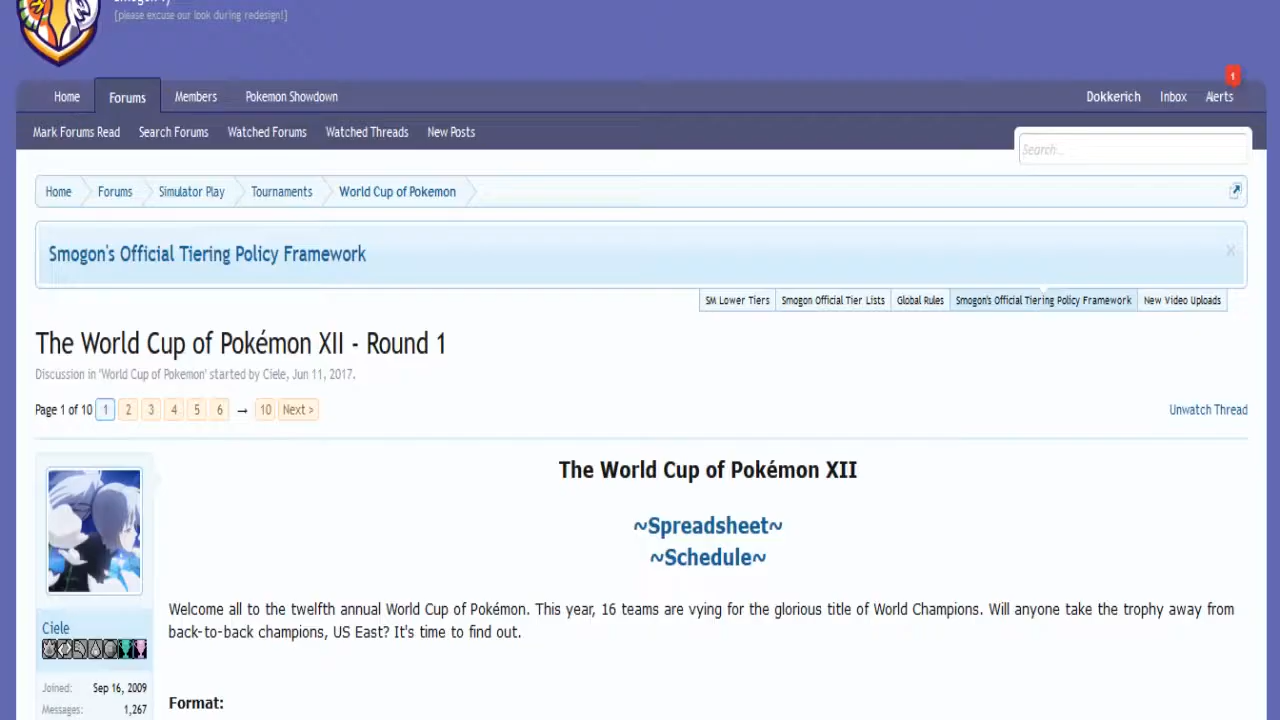 [please excuse our look during redesign!]
1
Home Forums Members Pokemon Showdown Dokkerich Inbox Alerts
Mark Forums Read Search Forums Watched Forums Watched Threads New Posts
Search...
Home Forums Simulator Play Tournaments World Cup of Pokemon
Smogon's Official Tiering Policy Framework
SM Lower Tiers Smogon Official Tier Lists Global Rules Smogon's Official Tiering Policy Framework New Video Uploads
The World Cup of Pokémon XII - Round 1
Discussion in 'World Cup of Pokemon' started by Ciele, Jun 11, 2017.
Page 1 of 10 1 2 3 4 5 6 → 10 Next > Unwatch Thread
The World Cup of Pokémon XII
~Spreadsheet~
~Schedule~
Welcome all to the twelfth annual World Cup of Pokémon. This year, 16 teams are vying for the glorious title of World Champions. Will anyone take the trophy away from
back-to-back champions, US East? It's time to find out.
Ciele
Joined: Sep 16, 2009
Messages: 1,267
Format: